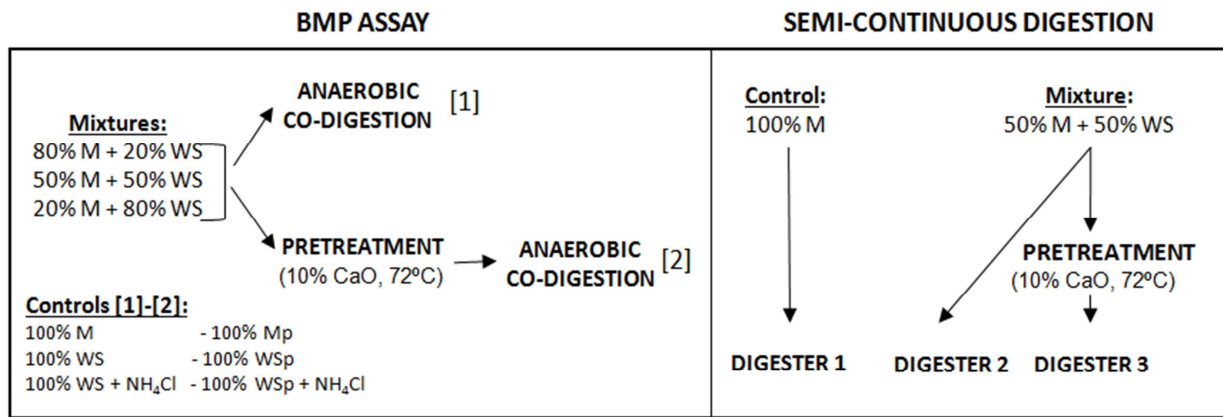 BMP ASSAY
ANAEROBIC
CO-DIGESTION [1]
Mixtures:
80% M + 20% WS
50% M + 50% WS
20% M + 80% WS
PRETREATMENT
(10% CaO, 72ºC)
ANAEROBIC
CO-DIGESTION [2]
Controls [1]-[2]:
100% M - 100% Mp
100% WS - 100% WSp
100% WS + NH₄Cl - 100% WSp + NH₄Cl
SEMI-CONTINUOUS DIGESTION
Control:
100% M
Mixture:
50% M + 50% WS
PRETREATMENT
(10% CaO, 72ºC)
DIGESTER 1 DIGESTER 2 DIGESTER 3